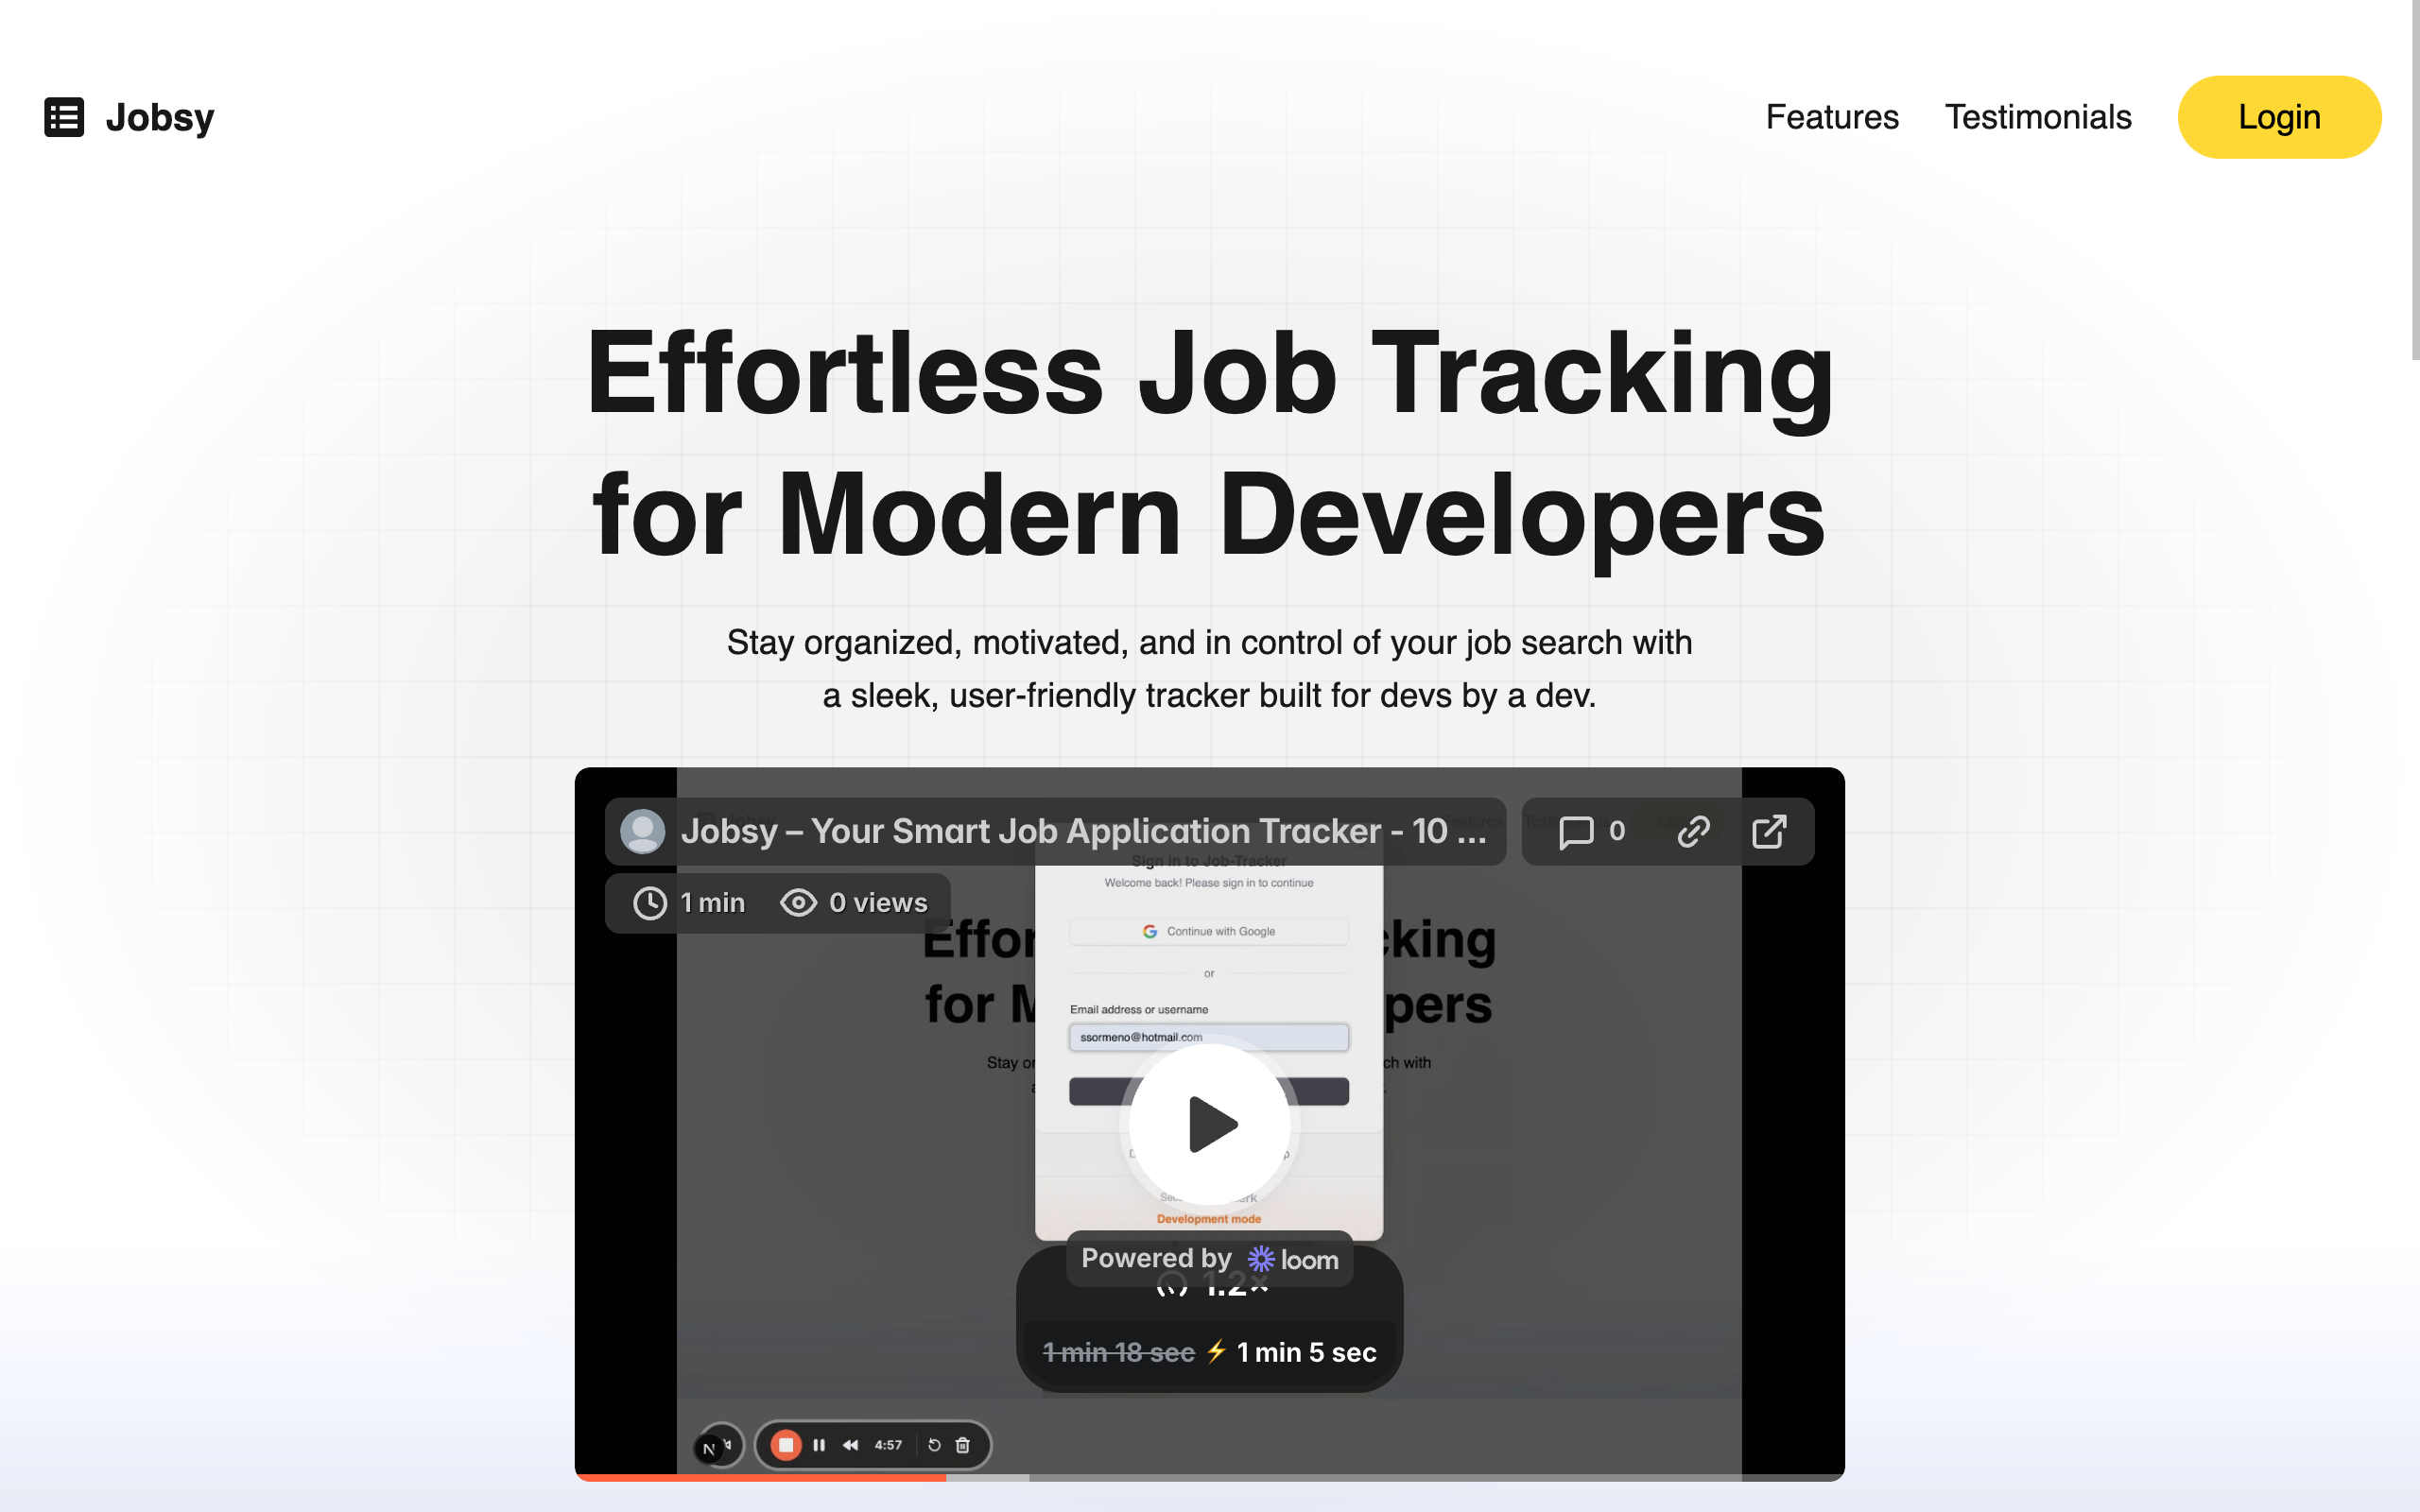 Jobsy
Features Testimonials Login
Effortless Job Tracking
for Modern Developers
Stay organized, motivated, and in control of your job search with
a sleek, user-friendly tracker built for devs by a dev.
Jobsy – Your Smart Job Application Tracker - 10 ...
0
1 min 0 views
Sign in to Job-Tracker
Welcome back! Please sign in to continue
Continue with Google
or
Email address or username
ssormeno@hotmail.com
Development mode
Powered by loom
1.2×
1 min 18 sec ⚡ 1 min 5 sec
N
4:57